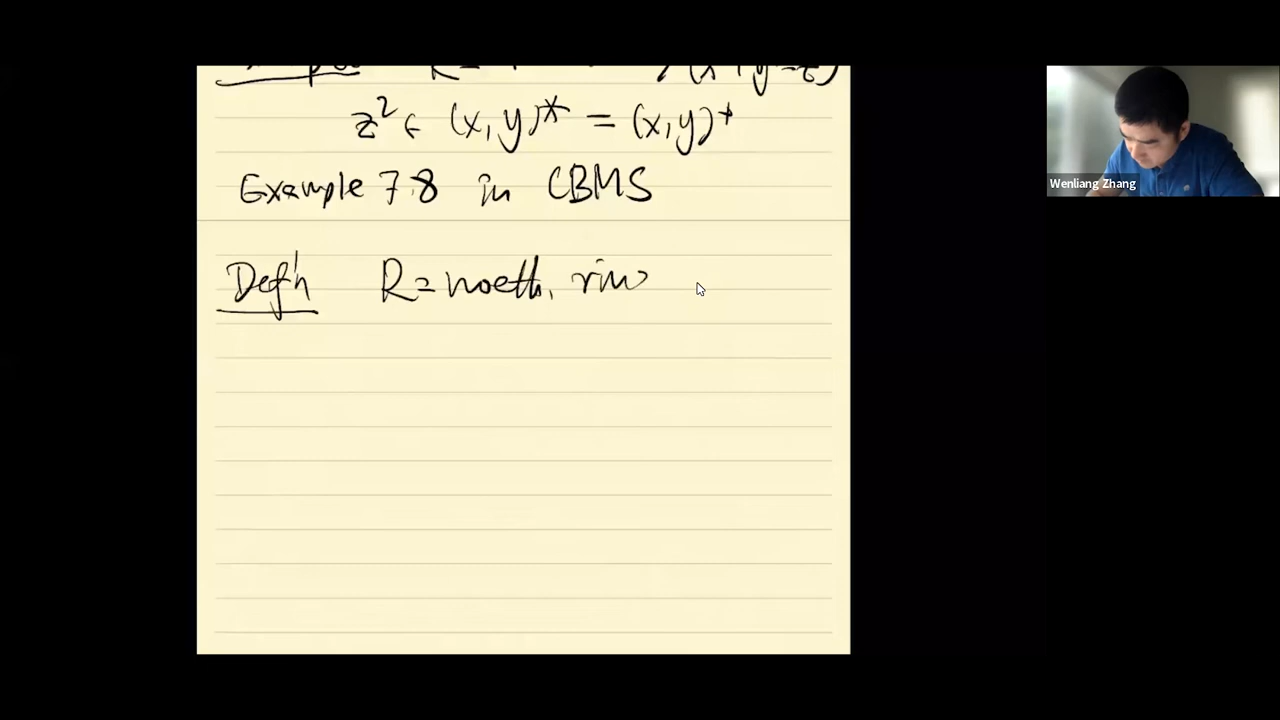 z² ∈ (x, y)* = (x, y)⁺
Example 7.8 in CBMS
Def'n R = noeth. ring
Wenliang Zhang